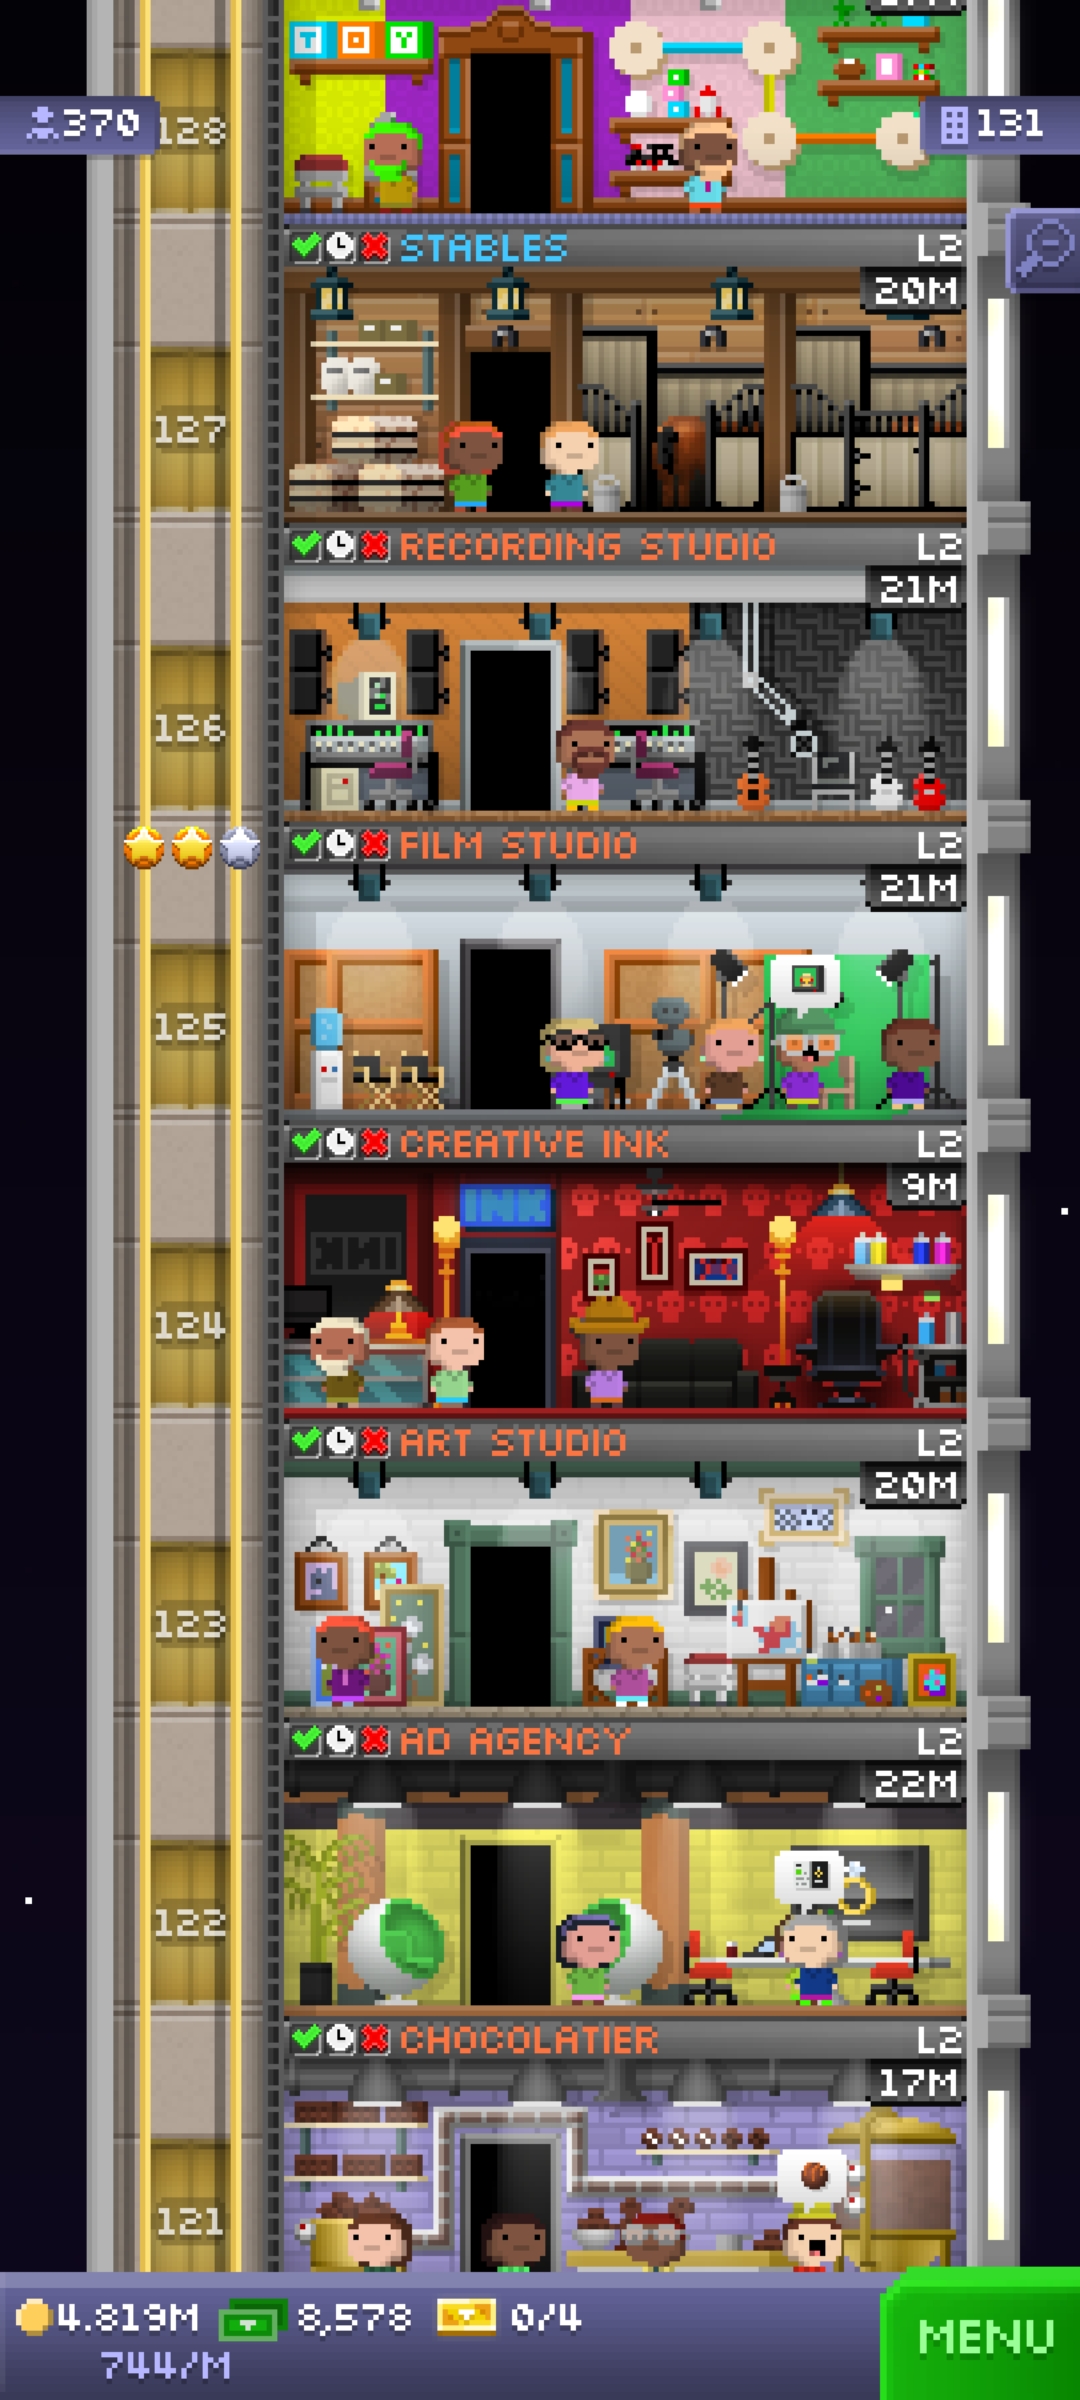 TOY
370
128
131
STABLES L2
20M
127
RECORDING STUDIO L2
21M
126
FILM STUDIO L2
21M
125
CREATIVE INK L2
9M
INK
124
ART STUDIO L2
20M
123
AD AGENCY L2
22M
122
CHOCOLATIER L2
17M
121
4.819M 8,578 0/4
744/M
MENU